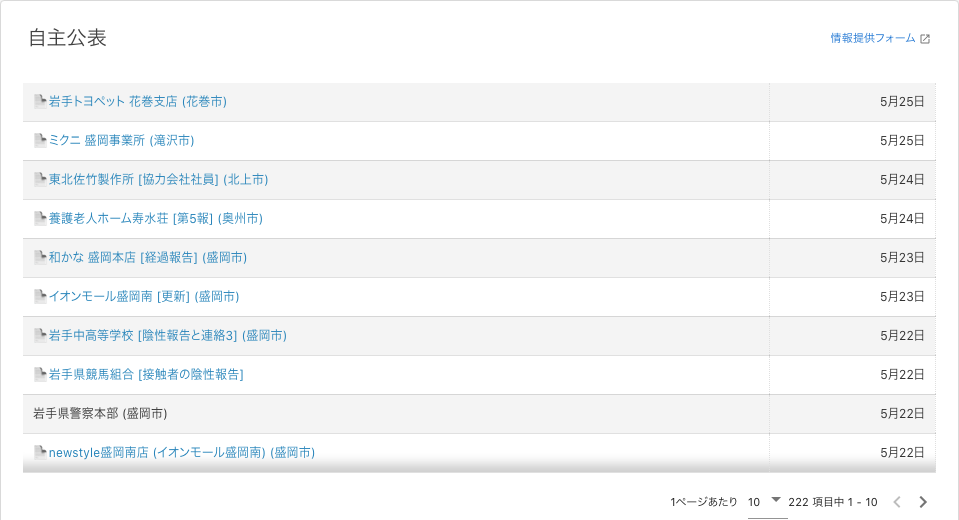 自主公表
情報提供フォーム
岩手トヨペット 花巻支店 (花巻市) 5月25日
ミクニ 盛岡事業所 (滝沢市) 5月25日
東北佐竹製作所 [協力会社社員] (北上市) 5月24日
養護老人ホーム寿水荘 [第5報] (奥州市) 5月24日
和かな 盛岡本店 [経過報告] (盛岡市) 5月23日
イオンモール盛岡南 [更新] (盛岡市) 5月23日
岩手中高等学校 [陰性報告と連絡3] (盛岡市) 5月22日
岩手県競馬組合 [接触者の陰性報告] 5月22日
岩手県警察本部 (盛岡市) 5月22日
newstyle盛岡南店 (イオンモール盛岡南) (盛岡市) 5月22日
1ページあたり 10 222 項目中 1 - 10